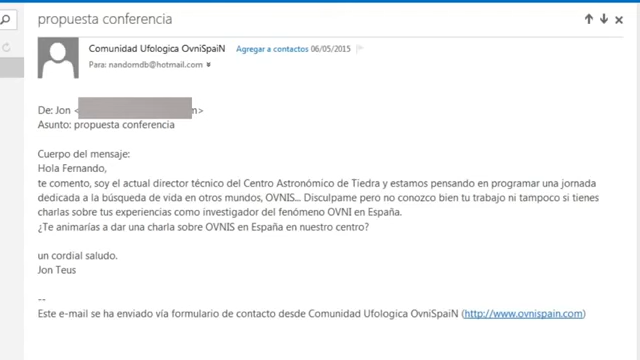 propuesta conferencia
Comunidad Ufologica OvniSpaiN Agregar a contactos 06/05/2015
Para: nandomdb@hotmail.com
De: Jon < n>
Asunto: propuesta conferencia
Cuerpo del mensaje:
Hola Fernando,
te comento, soy el actual director técnico del Centro Astronómico de Tiedra y estamos pensando en programar una jornada
dedicada a la búsqueda de vida en otros mundos, OVNIS... Disculpame pero no conozco bien tu trabajo ni tampoco si tienes
charlas sobre tus experiencias como investigador del fenómeno OVNI en España.
¿Te animarías a dar una charla sobre OVNIS en España en nuestro centro?
un cordial saludo.
Jon Teus
--
Este e-mail se ha enviado vía formulario de contacto desde Comunidad Ufologica OvniSpaiN (http://www.ovnispain.com)